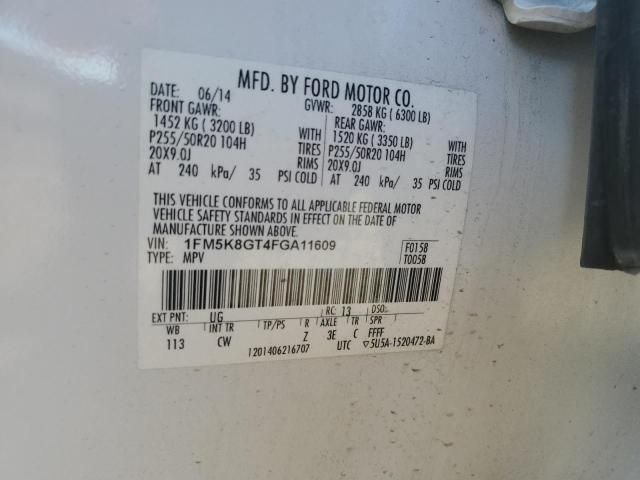 MFD. BY FORD MOTOR CO.
DATE: 06/14 GVWR: 2858 KG ( 6300 LB)
FRONT GAWR: REAR GAWR:
1452 KG ( 3200 LB) WITH 1520 KG ( 3350 LB) WITH
P255/50R20 104H TIRES P255/50R20 104H TIRES
20X9.0J RIMS 20X9.0J RIMS
AT 240 kPa/ 35 PSI COLD AT 240 kPa/ 35 PSI COLD
THIS VEHICLE CONFORMS TO ALL APPLICABLE FEDERAL MOTOR
VEHICLE SAFETY STANDARDS IN EFFECT ON THE DATE OF
MANUFACTURE SHOWN ABOVE.
VIN: 1FM5K8GT4FGA11609 F0158
TYPE: MPV T0058
EXT PNT: UG RC: 13 DSO:
WB INT TR TP/PS R AXLE TR SPR
113 CW Z 3E C FFFF
1201406216707 UTC ▽5U5A-1520472-BA